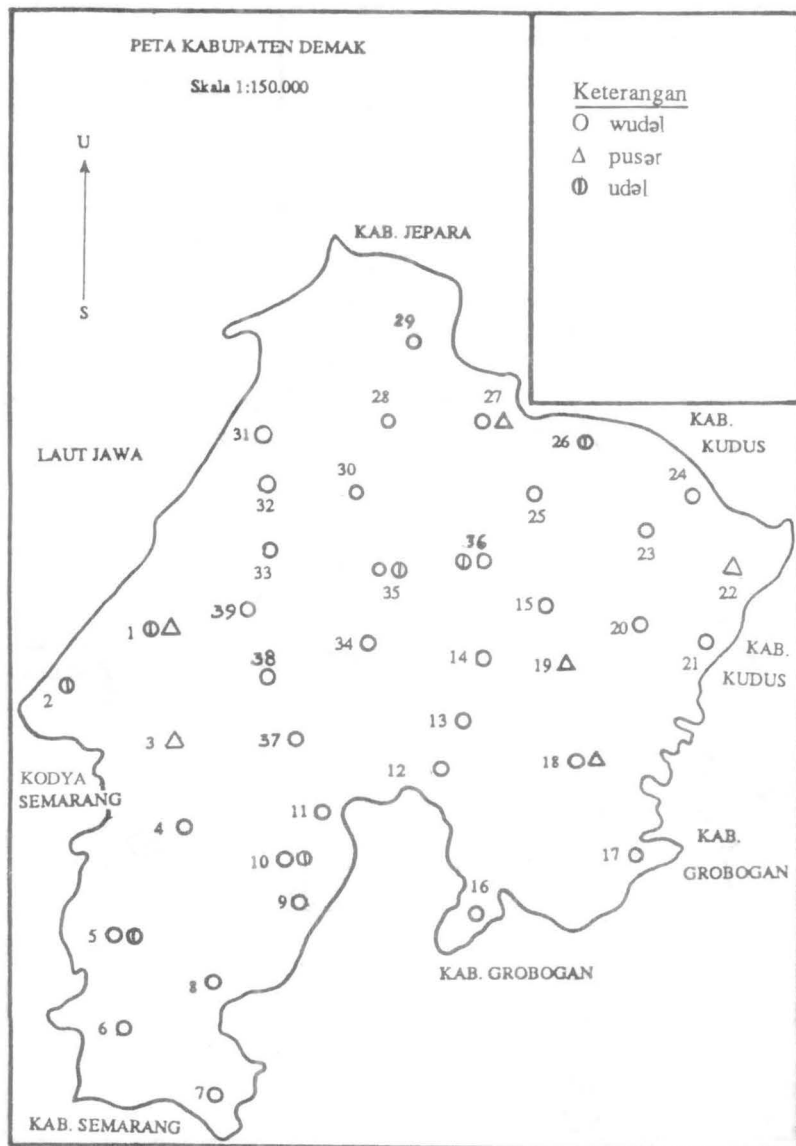 PETA KABUPATEN DEMAK
Skala 1:150.000
Keterangan
wudəl
pusər
udəl
U
S
KAB. JEPARA
29
28
27
KAB.
KUDUS
26
31
LAUT JAWA
30
24
32
25
23
36
33
35
22
39
15
1
20
34
14
19
21
KAB.
KUDUS
38
2
13
3
37
12
18
KODYA
SEMARANG
11
4
10
17
KAB.
GROBOGAN
16
9
5
KAB. GROBOGAN
8
6
7
KAB. SEMARANG